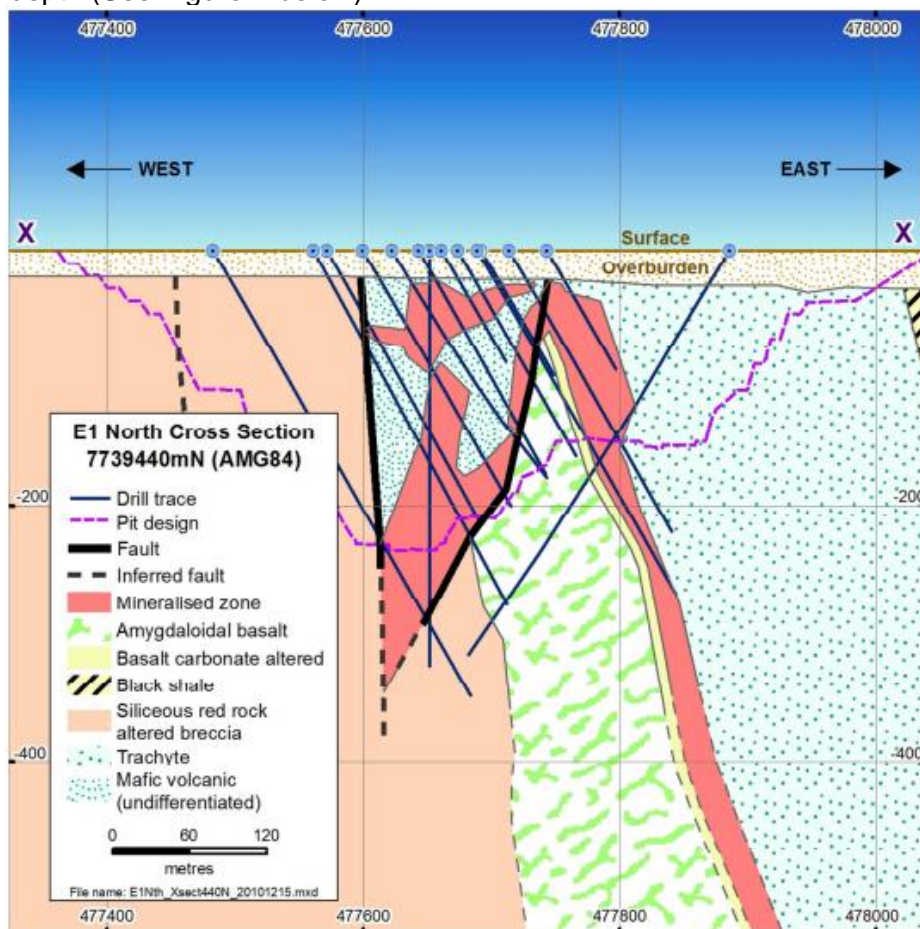 477400 477600 477800 478000
WEST EAST
X X
Surface
Overburden
E1 North Cross Section
7739440mN (AMG84)
-200 -200
Drill trace
Pit design
Fault
Inferred fault
Mineralised zone
Amygdaloidal basalt
Basalt carbonate altered
Black shale
Siliceous red rock
altered breccia
Trachyte
-400 -400
Mafic volcanic
(undifferentiated)
0 60 120
metres
File name: E1Nth_Xsect440N_20101215.mxd
477400 477600 477800 478000